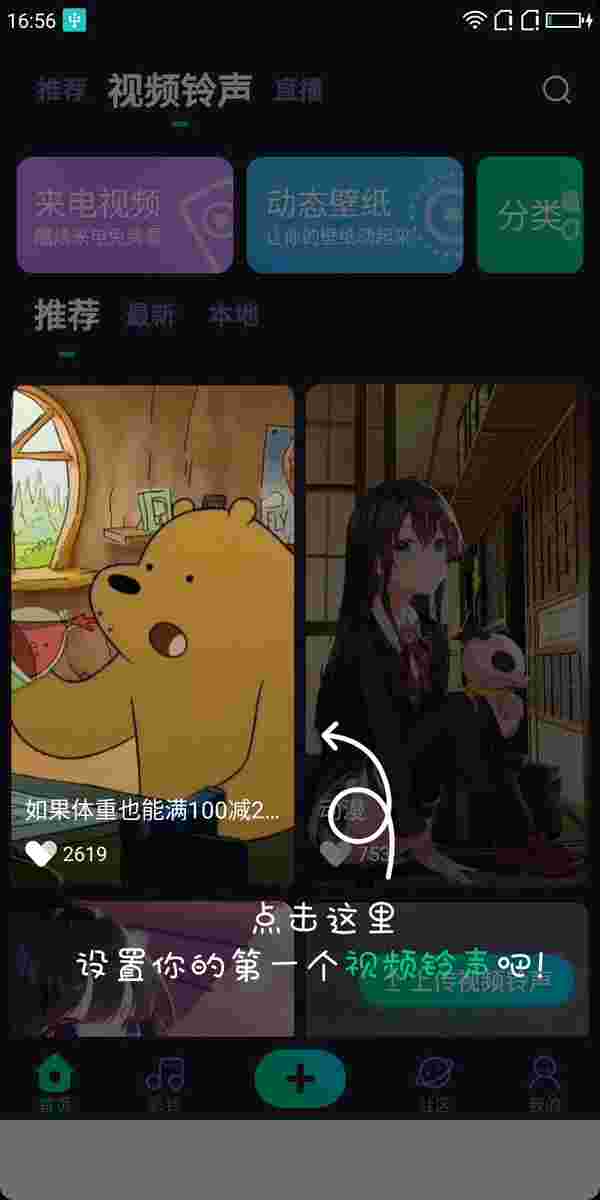 16:56
推荐 视频铃声 直播
来电视频
动态壁纸
让你的壁纸动起来
分类
推荐 最新 本地
如果体重也能满100减2...
2619
动漫
753
点击这里
设置你的第一个视频铃声吧!
上传视频铃声
首页
社区
我的